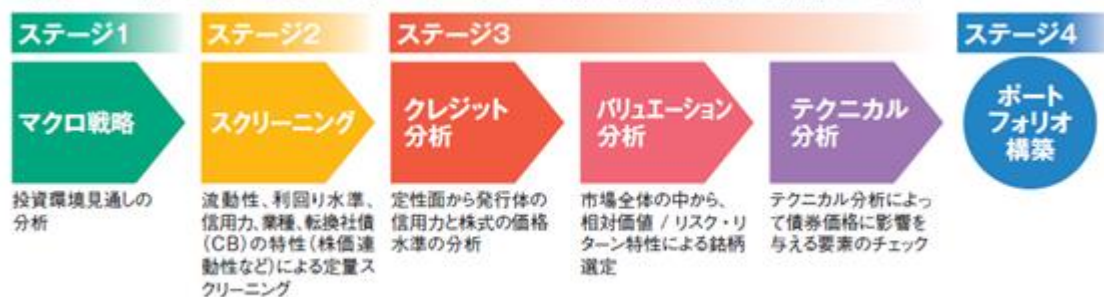 ステージ1
ステージ2
ステージ3
ステージ4
マクロ戦略
スクリーニング
クレジット
分析
バリュエーション
分析
テクニカル
分析
ポート
フォリオ
構築
投資環境見通しの
分析
流動性、利回り水準、
信用力、業種、転換社債
(CB)の特性(株価連
動性など)による定量ス
クリーニング
定性面から発行体の
信用力と株式の価格
水準の分析
市場全体の中から、
相対価値 / リスク・リ
ターン特性による銘柄
選定
テクニカル分析によっ
て債券価格に影響を
与える要素のチェック